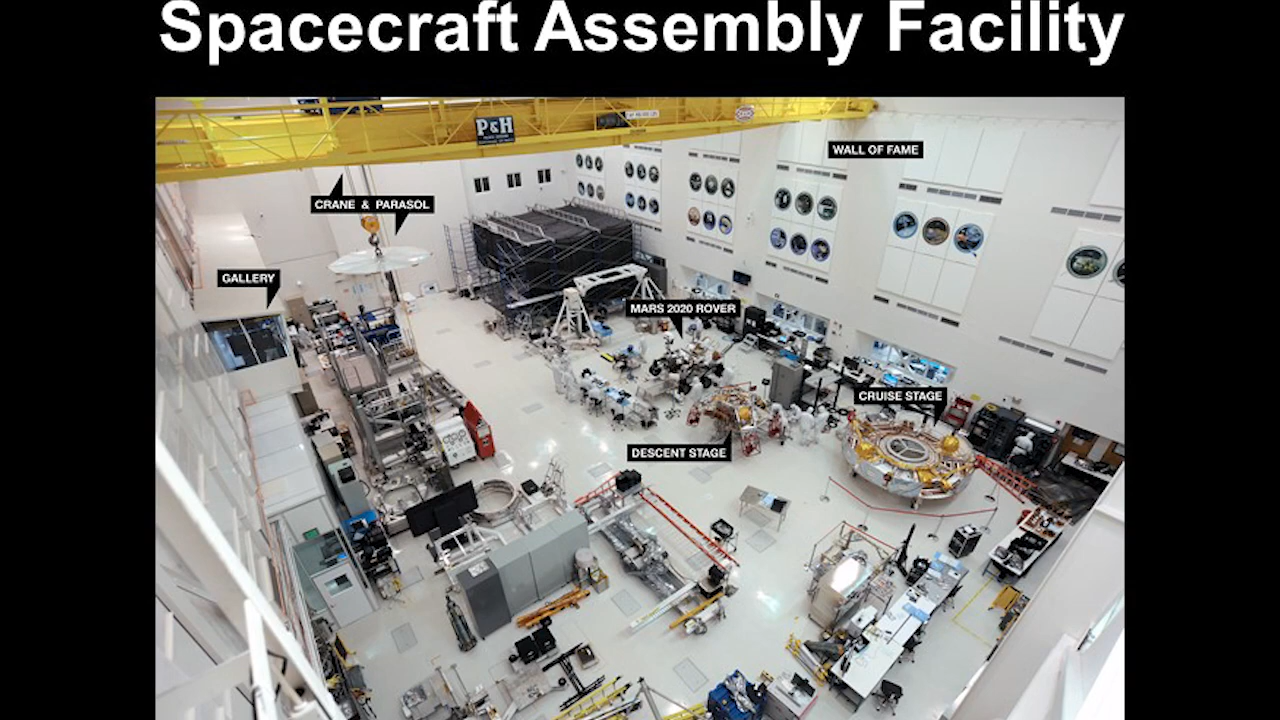 Spacecraft Assembly Facility
P&H
WALL OF FAME
CRANE & PARASOL
GALLERY
MARS 2020 ROVER
CRUISE STAGE
DESCENT STAGE